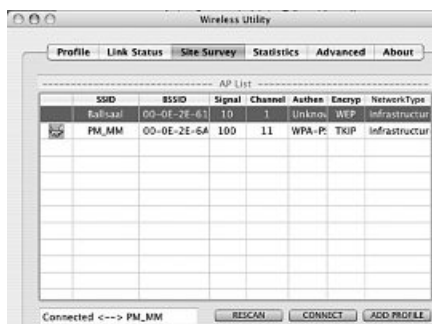 Wireless Utility
Profile Link Status Site Survey Statistics Advanced About
AP List
SSID BSSID Signal Channel Authen Encryp NetworkType
Ballsaal 00-0E-2E-61 10 1 Unknov WEP Infrastructur
PM_MM 00-0E-2E-6A 100 11 WPA-P: TKIP Infrastructur
Connected <--> PM_MM RESCAN CONNECT ADD PROFILE